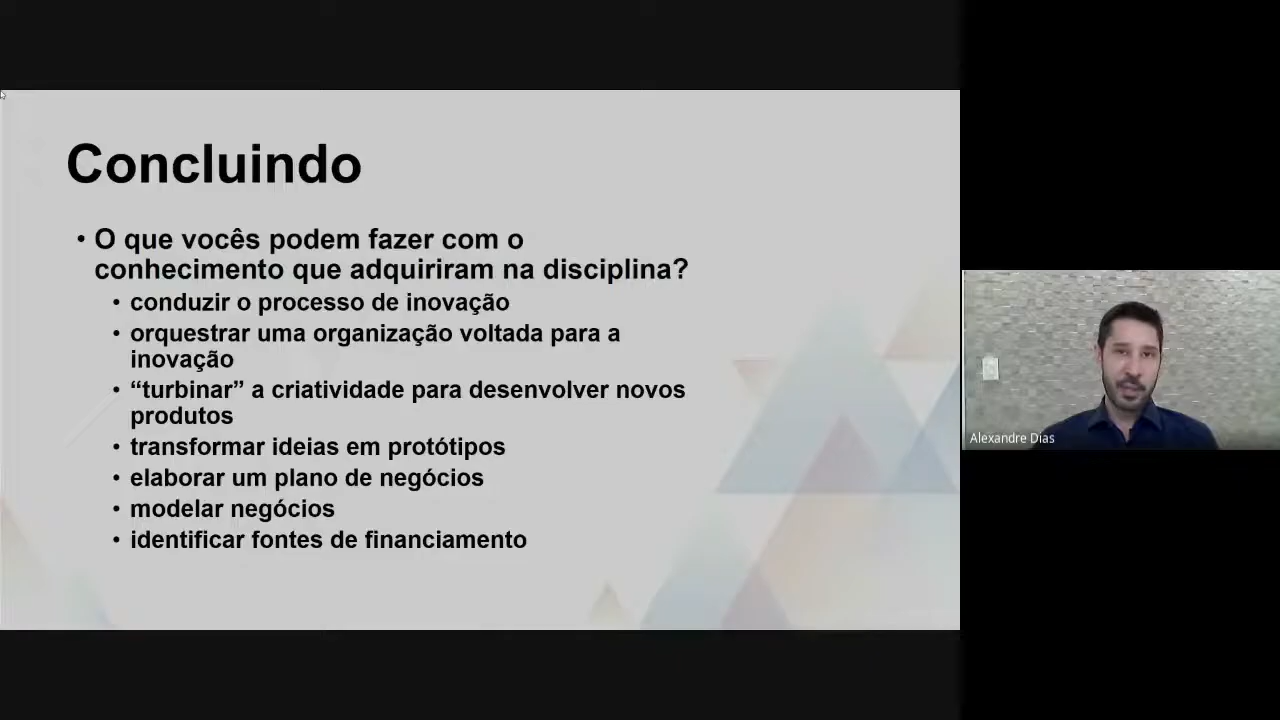 Concluindo
• O que vocês podem fazer com o
conhecimento que adquiriram na disciplina?
• conduzir o processo de inovação
• orquestrar uma organização voltada para a
inovação
• “turbinar” a criatividade para desenvolver novos
produtos
• transformar ideias em protótipos
• elaborar um plano de negócios
• modelar negócios
• identificar fontes de financiamento
Alexandre Dias